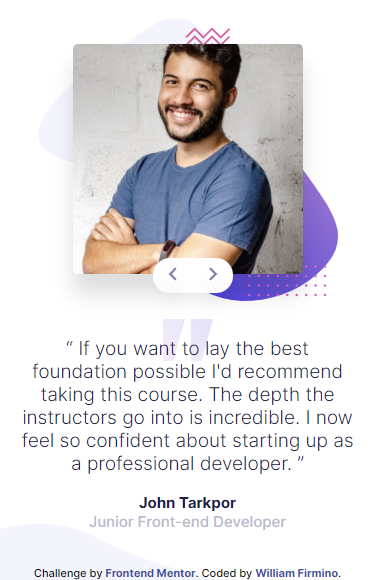 “ If you want to lay the best
foundation possible I'd recommend
taking this course. The depth the
instructors go into is incredible. I now
feel so confident about starting up as
a professional developer. ”
John Tarkpor
Junior Front-end Developer
Challenge by Frontend Mentor. Coded by William Firmino.